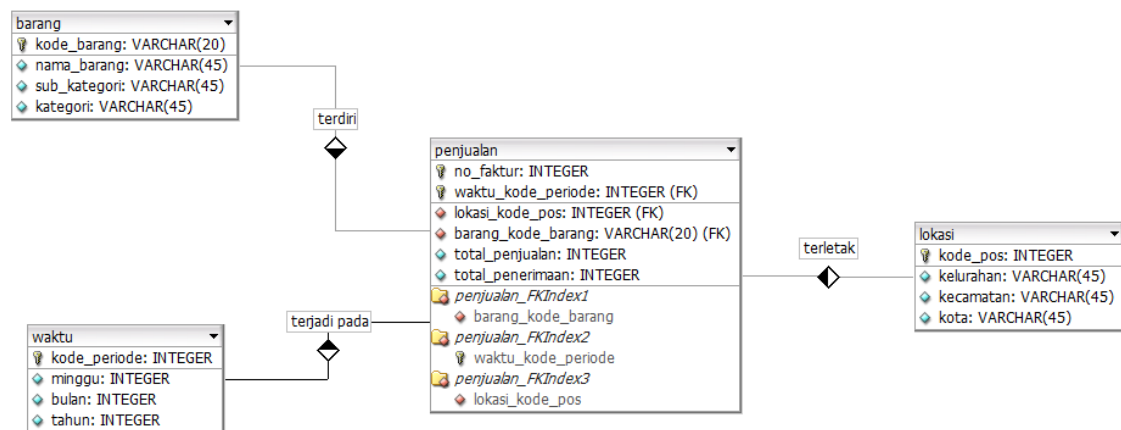 barang
kode_barang: VARCHAR(20)
nama_barang: VARCHAR(45)
sub_kategori: VARCHAR(45)
kategori: VARCHAR(45)
terdiri
penjualan
no_faktur: INTEGER
waktu_kode_periode: INTEGER (FK)
lokasi_kode_pos: INTEGER (FK)
barang_kode_barang: VARCHAR(20) (FK)
total_penjualan: INTEGER
total_penerimaan: INTEGER
penjualan_FKIndex1
barang_kode_barang
penjualan_FKIndex2
waktu_kode_periode
penjualan_FKIndex3
lokasi_kode_pos
terletak
lokasi
kode_pos: INTEGER
kelurahan: VARCHAR(45)
kecamatan: VARCHAR(45)
kota: VARCHAR(45)
terjadi pada
waktu
kode_periode: INTEGER
minggu: INTEGER
bulan: INTEGER
tahun: INTEGER